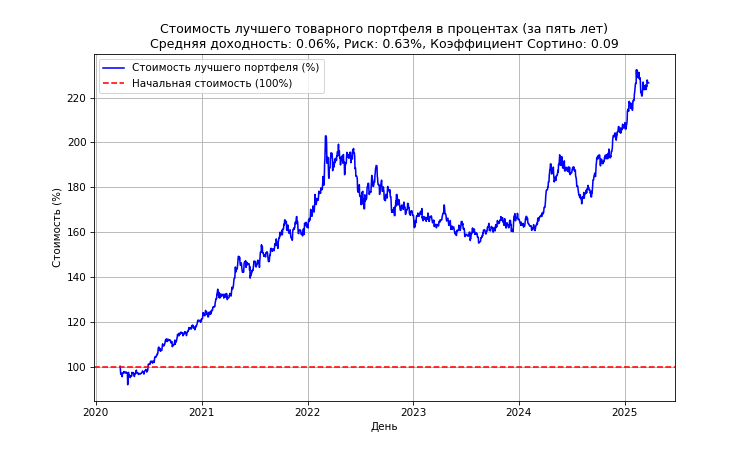 Стоимость лучшего товарного портфеля в процентах (за пять лет)
Средняя доходность: 0.06%, Риск: 0.63%, Коэффициент Сортино: 0.09
Стоимость лучшего портфеля (%)
Начальная стоимость (100%)
Стоимость (%)
220
200
180
160
140
120
100
2020
2021
2022
2023
2024
2025
День